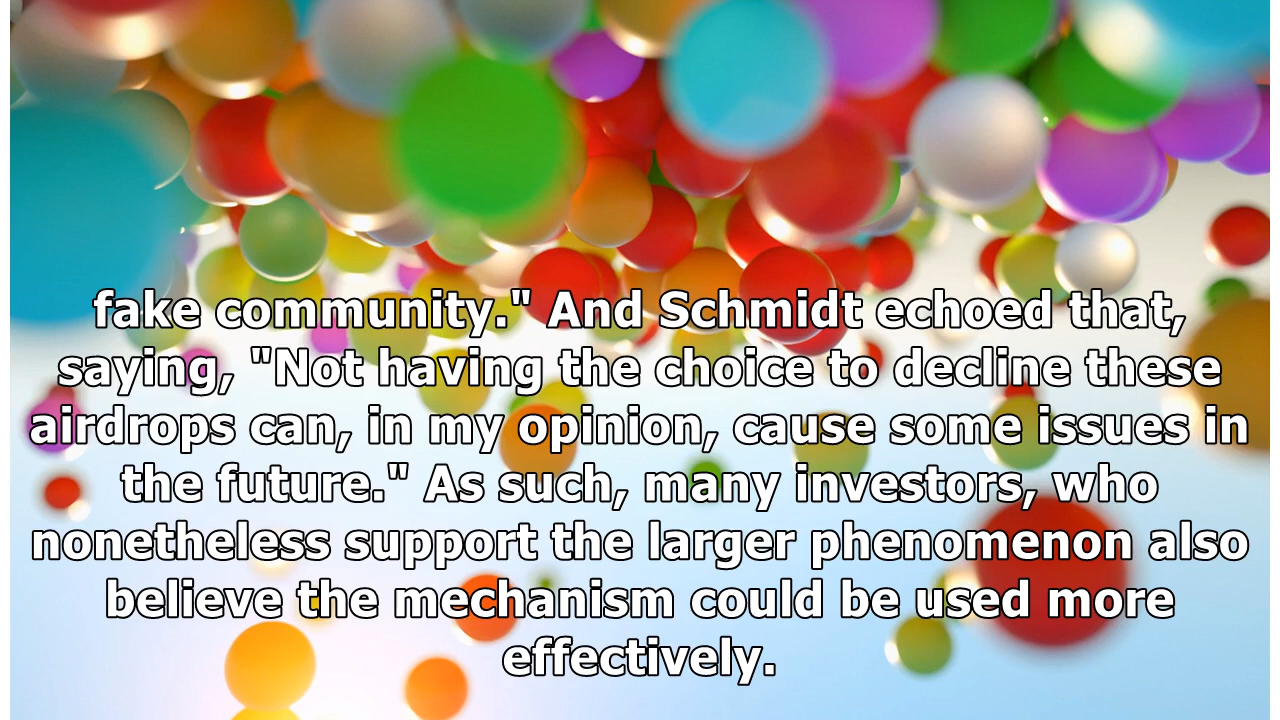 fake community." And Schmidt echoed that,
saying, "Not having the choice to decline these
airdrops can, in my opinion, cause some issues in
the future." As such, many investors, who
nonetheless support the larger phenomenon also
believe the mechanism could be used more
effectively.